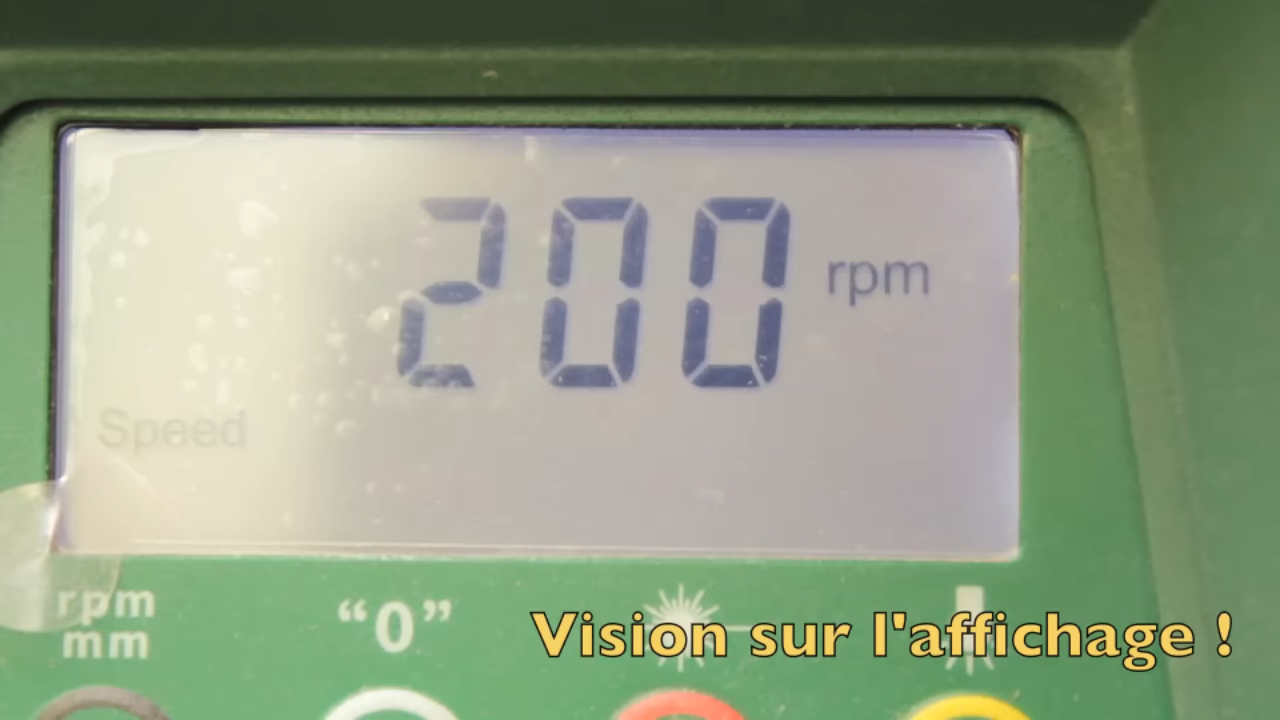 200 rpm
Speed
rpm
mm
“0”
Vision sur l'affichage !